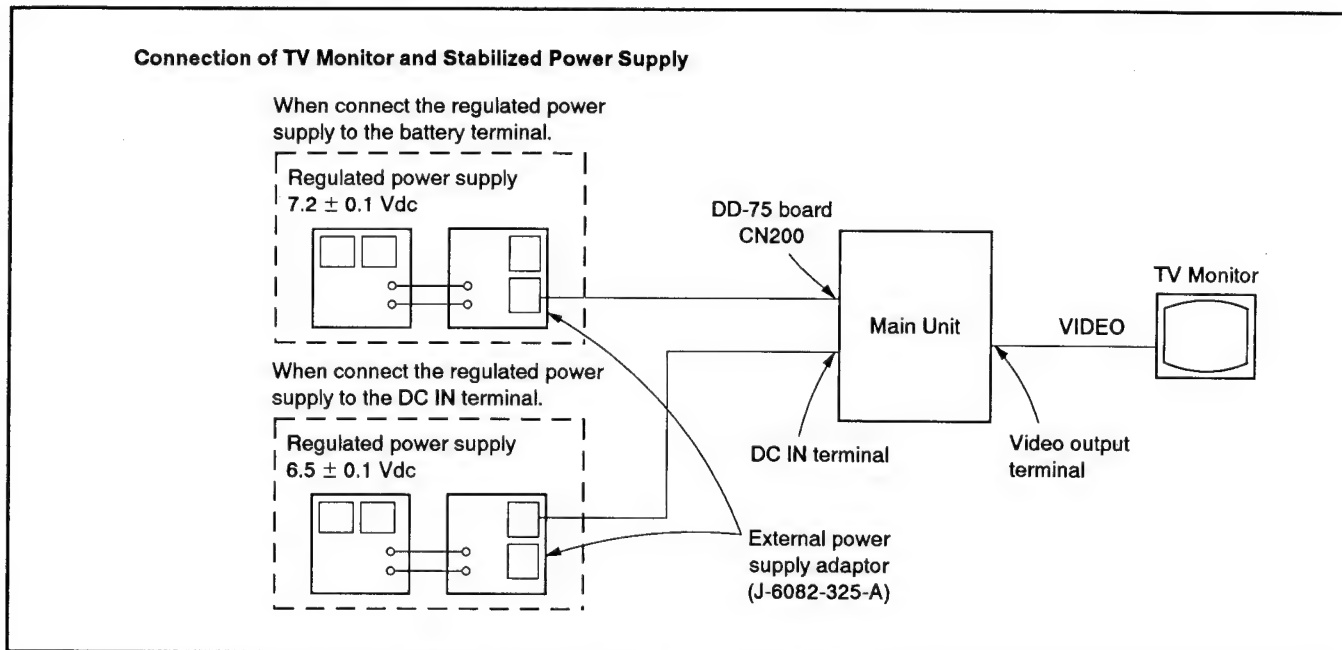 Connection of TV Monitor and Stabilized Power Supply
When connect the regulated power
supply to the battery terminal.
Regulated power supply
7.2 ± 0.1 Vdc
DD-75 board
CN200
Main Unit
VIDEO
TV Monitor
When connect the regulated power
supply to the DC IN terminal.
Regulated power supply
6.5 ± 0.1 Vdc
DC IN terminal
Video output
terminal
External power
supply adaptor
(J-6082-325-A)